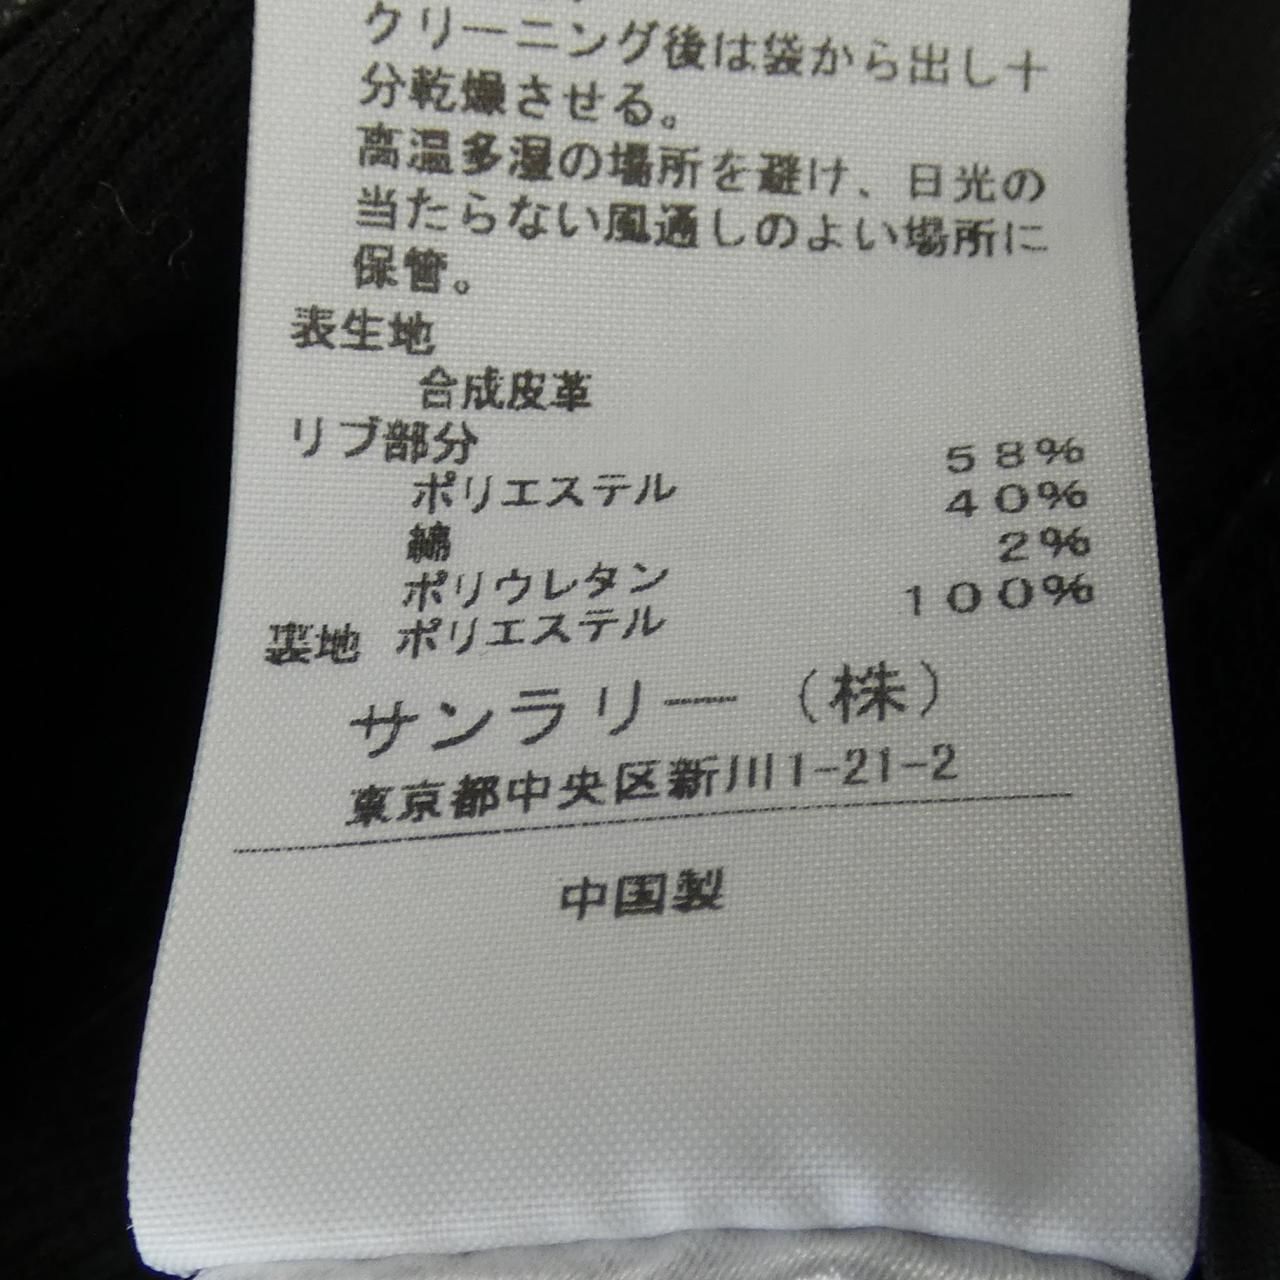 クリーニング後は袋から出し十
分乾燥させる。
高温多湿の場所を避け、日光の
当たらない風通しのよい場所に
保管。
表生地
合成皮革
リブ部分
ポリエステル 58%
綿 40%
ポリウレタン 2%
裏地 ポリエステル 100%
サンラリー（株）
東京都中央区新川1-21-2
中国製